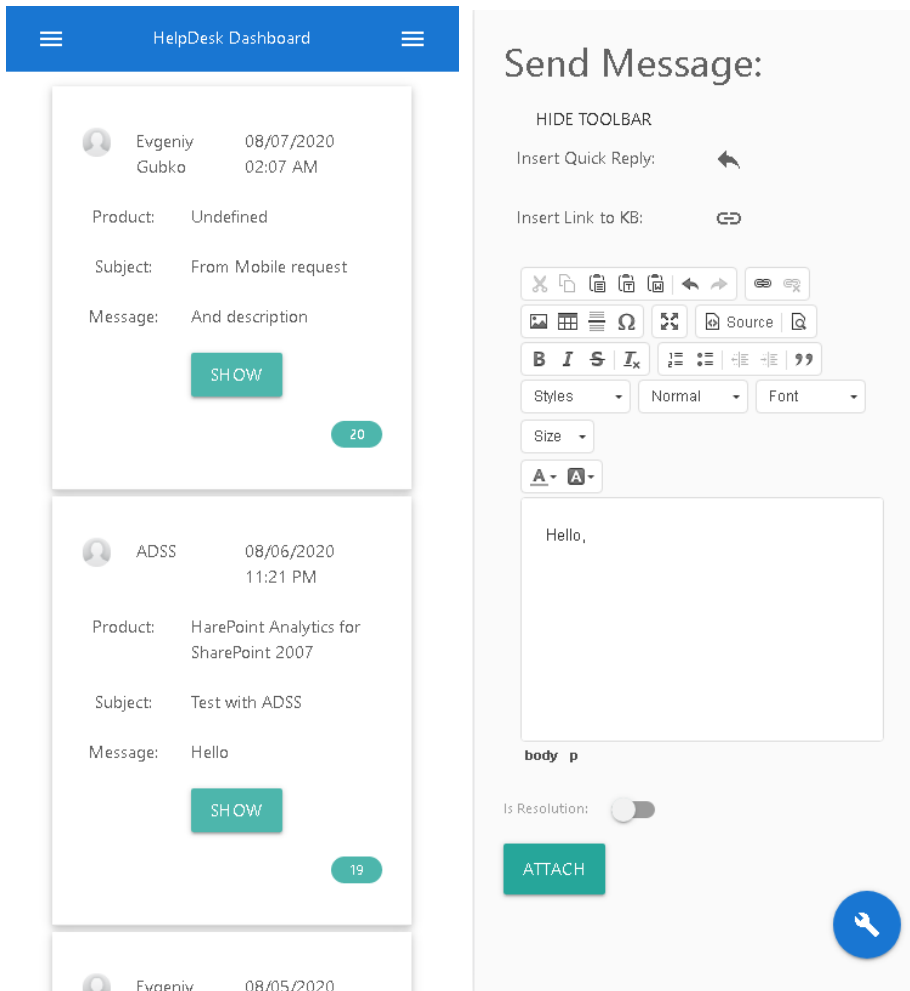 HelpDesk Dashboard
Evgeniy 08/07/2020
Gubko 02:07 AM
Product: Undefined
Subject: From Mobile request
Message: And description
SHOW
20
ADSS 08/06/2020
11:21 PM
Product: HarePoint Analytics for
SharePoint 2007
Subject: Test with ADSS
Message: Hello
SHOW
19
Evgeniy 08/05/2020
Send Message:
HIDE TOOLBAR
Insert Quick Reply:
Insert Link to KB:
Source
B I S Ix
Styles Normal Font
Size
A A
Hello,
body p
Is Resolution:
ATTACH